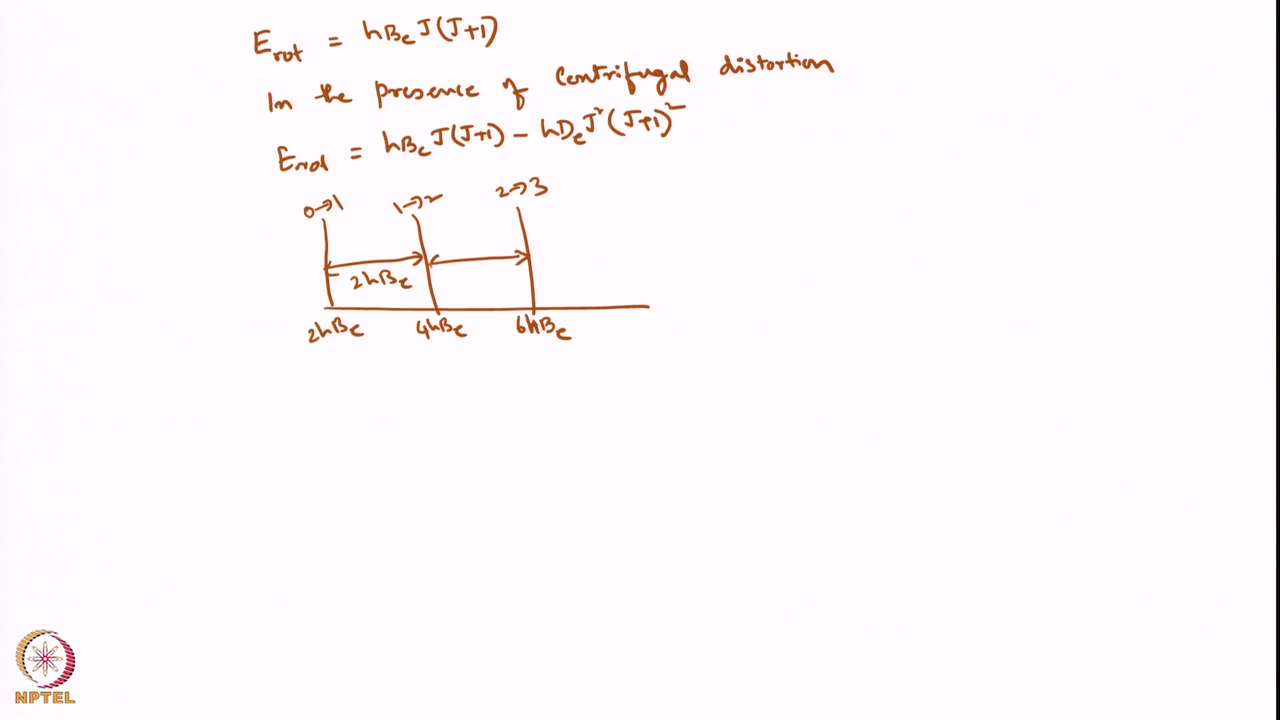 E_rot = hB_e J(J+1)
In the presence of Centrifugal distortion
E_rot = hB_e J(J+1) − hD_e J²(J+1)²
0→1 1→2 2→3
2hB_e
2hB_e 4hB_e 6hB_e
NPTEL